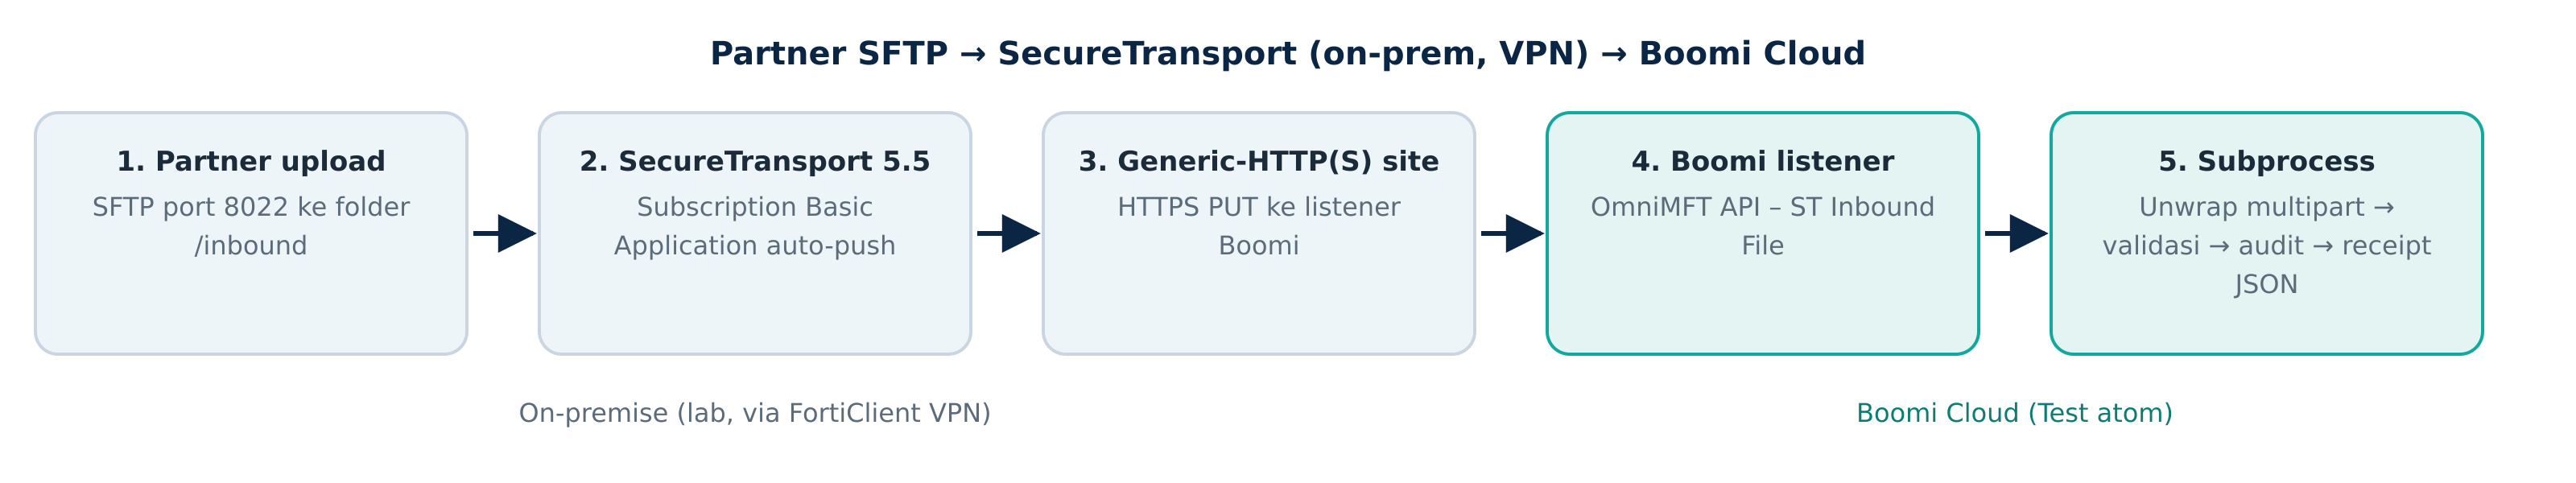 Partner SFTP → SecureTransport (on-prem, VPN) → Boomi Cloud
1. Partner upload
SFTP port 8022 ke folder
/inbound
2. SecureTransport 5.5
Subscription Basic
Application auto-push
3. Generic-HTTP(S) site
HTTPS PUT ke listener
Boomi
4. Boomi listener
OmniMFT API – ST Inbound
File
5. Subprocess
Unwrap multipart →
validasi → audit → receipt
JSON
On-premise (lab, via FortiClient VPN)
Boomi Cloud (Test atom)